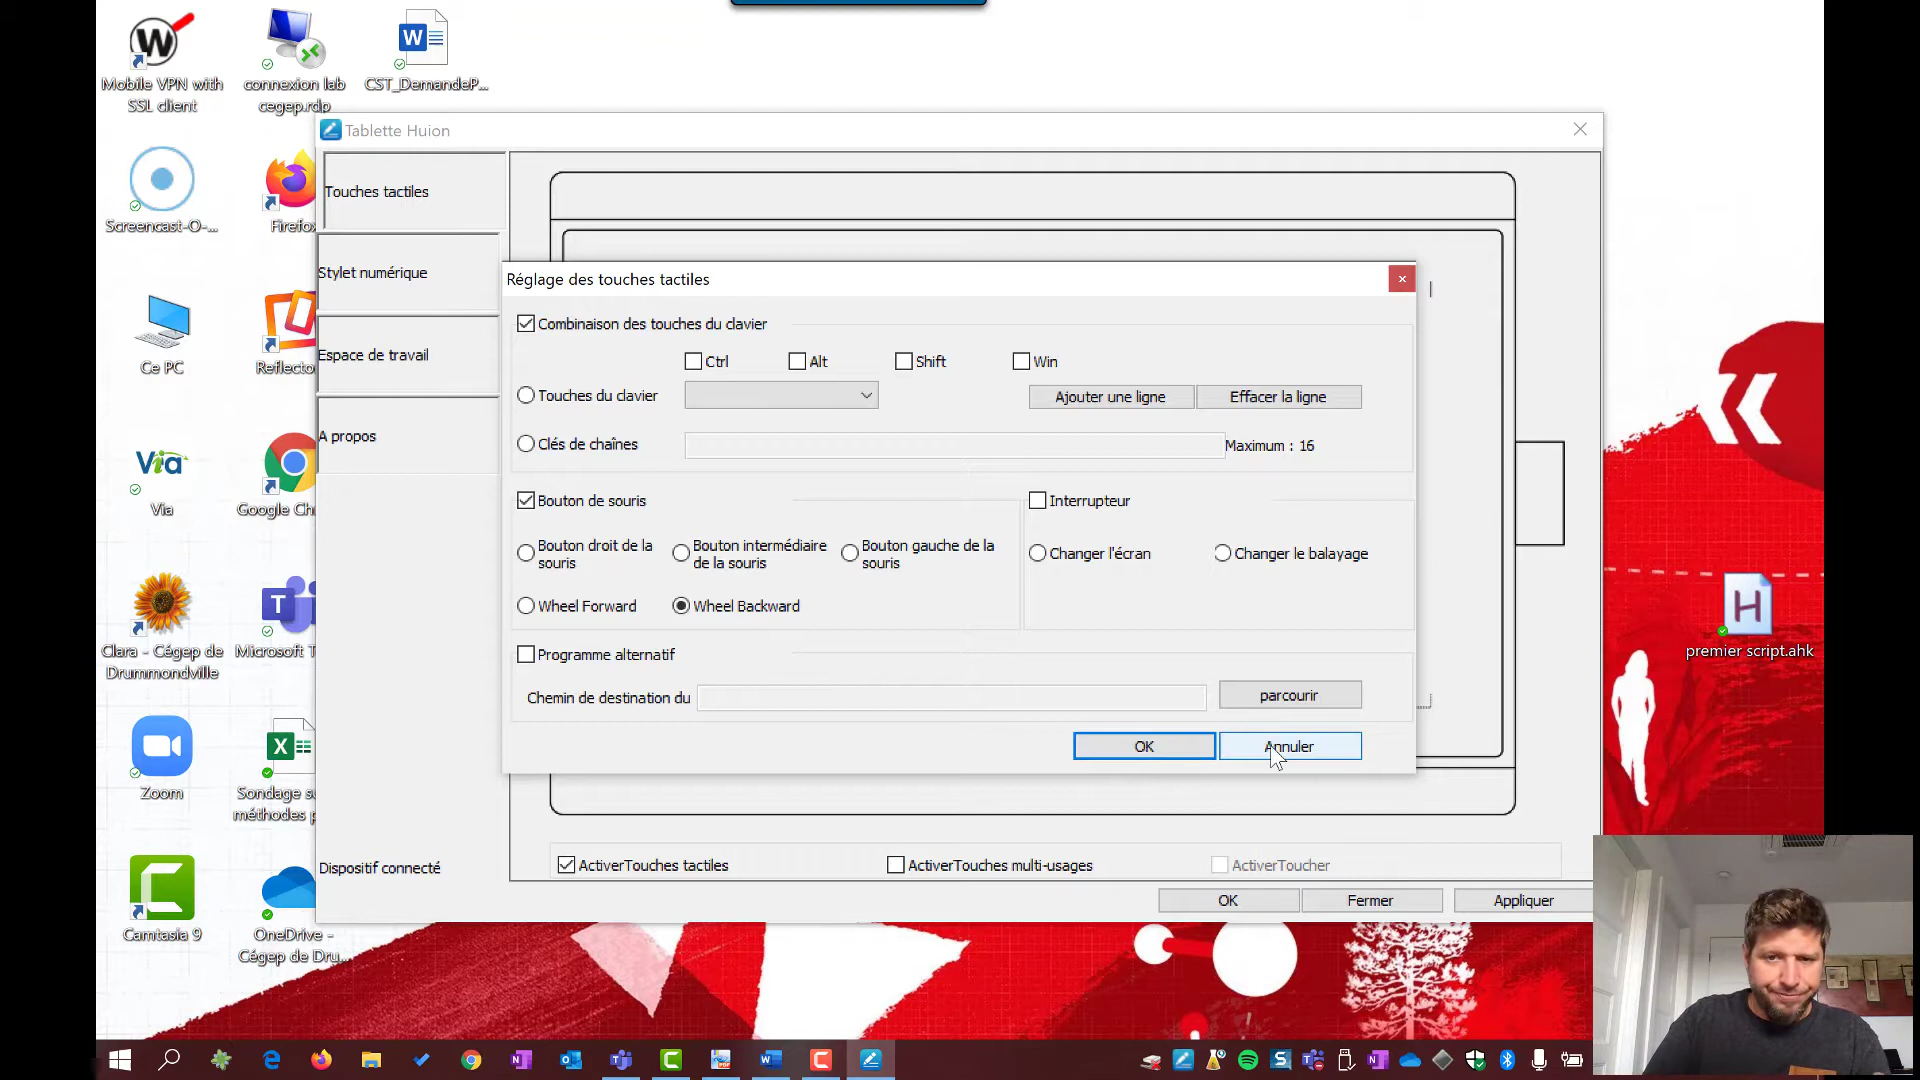 Mobile VPN with
SSL client
connexion lab
cegep.rdp
CST_DemandeP...
Screencast-O-...
Firefox
Ce PC
Reflecto
Via
Via
Google Ch
Clara - Cégep de
Drummondville
Microsoft T
Zoom
Sondage s
méthodes p
Camtasia 9
OneDrive -
Cégep de Dru...
premier script.ahk
Tablette Huion
Touches tactiles
Stylet numérique
Espace de travail
A propos
Dispositif connecté
Réglage des touches tactiles
Combinaison des touches du clavier
Ctrl
Alt
Shift
Win
Touches du clavier
Ajouter une ligne
Effacer la ligne
Clés de chaînes
Maximum : 16
Bouton de souris
Interrupteur
Bouton droit de la
souris
Bouton intermédiaire
de la souris
Bouton gauche de la
souris
Changer l'écran
Changer le balayage
Wheel Forward
Wheel Backward
Programme alternatif
Chemin de destination du
parcourir
OK
Annuler
ActiverTouches tactiles
ActiverTouches multi-usages
ActiverToucher
OK
Fermer
Appliquer